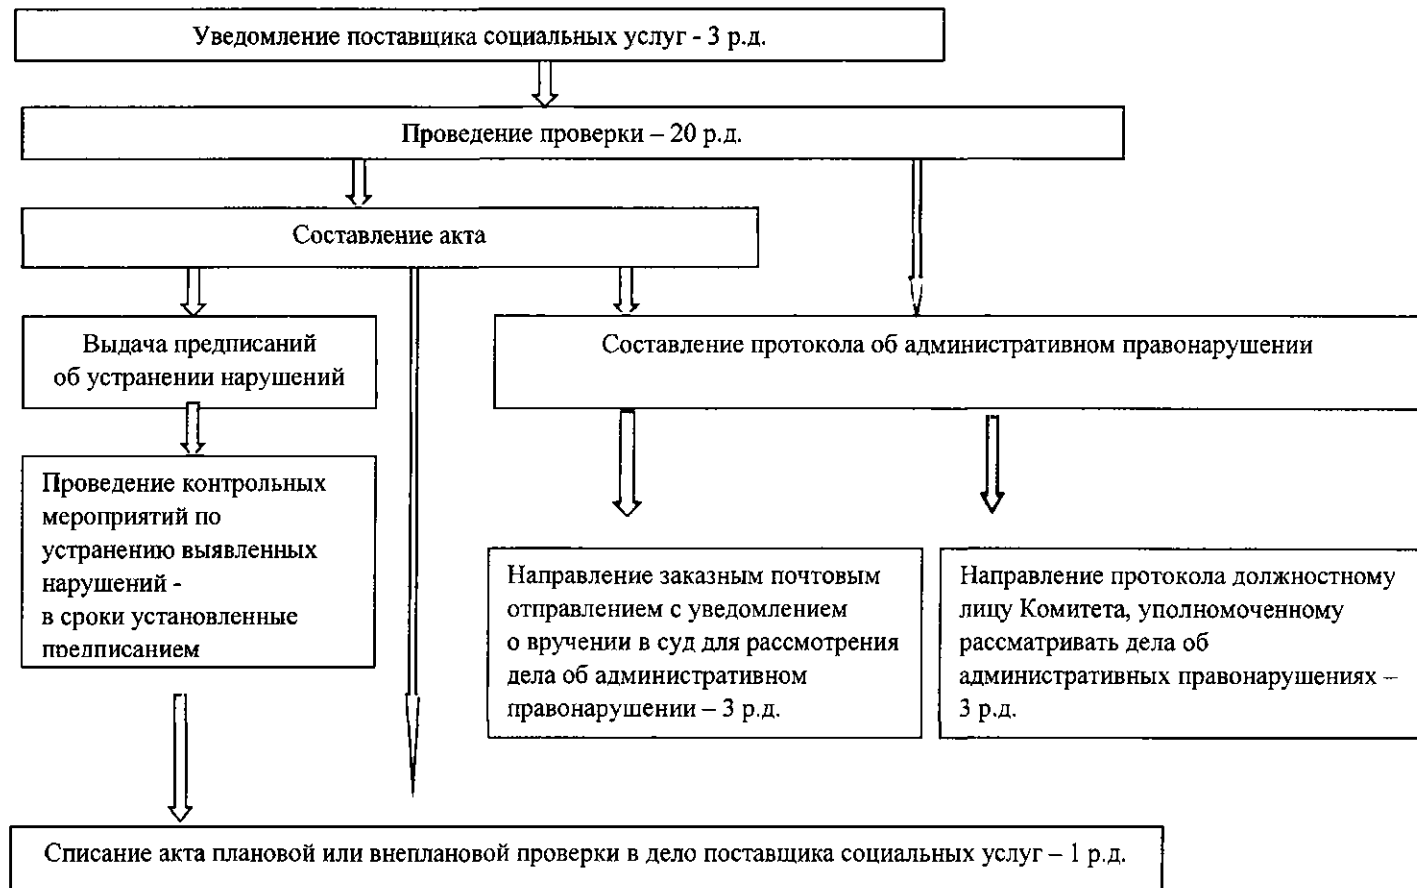 Уведомление поставщика социальных услуг - 3 р.д.
Проведение проверки – 20 р.д.
Составление акта
Выдача предписаний
об устранении нарушений
Составление протокола об административном правонарушении
Проведение контрольных
мероприятий по
устранению выявленных
нарушений -
в сроки установленные
предписанием
Направление заказным почтовым
отправлением с уведомлением
о вручении в суд для рассмотрения
дела об административном
правонарушении – 3 р.д.
Направление протокола должностному
лицу Комитета, уполномоченному
рассматривать дела об
административных правонарушениях –
3 р.д.
Списание акта плановой или внеплановой проверки в дело поставщика социальных услуг – 1 р.д.